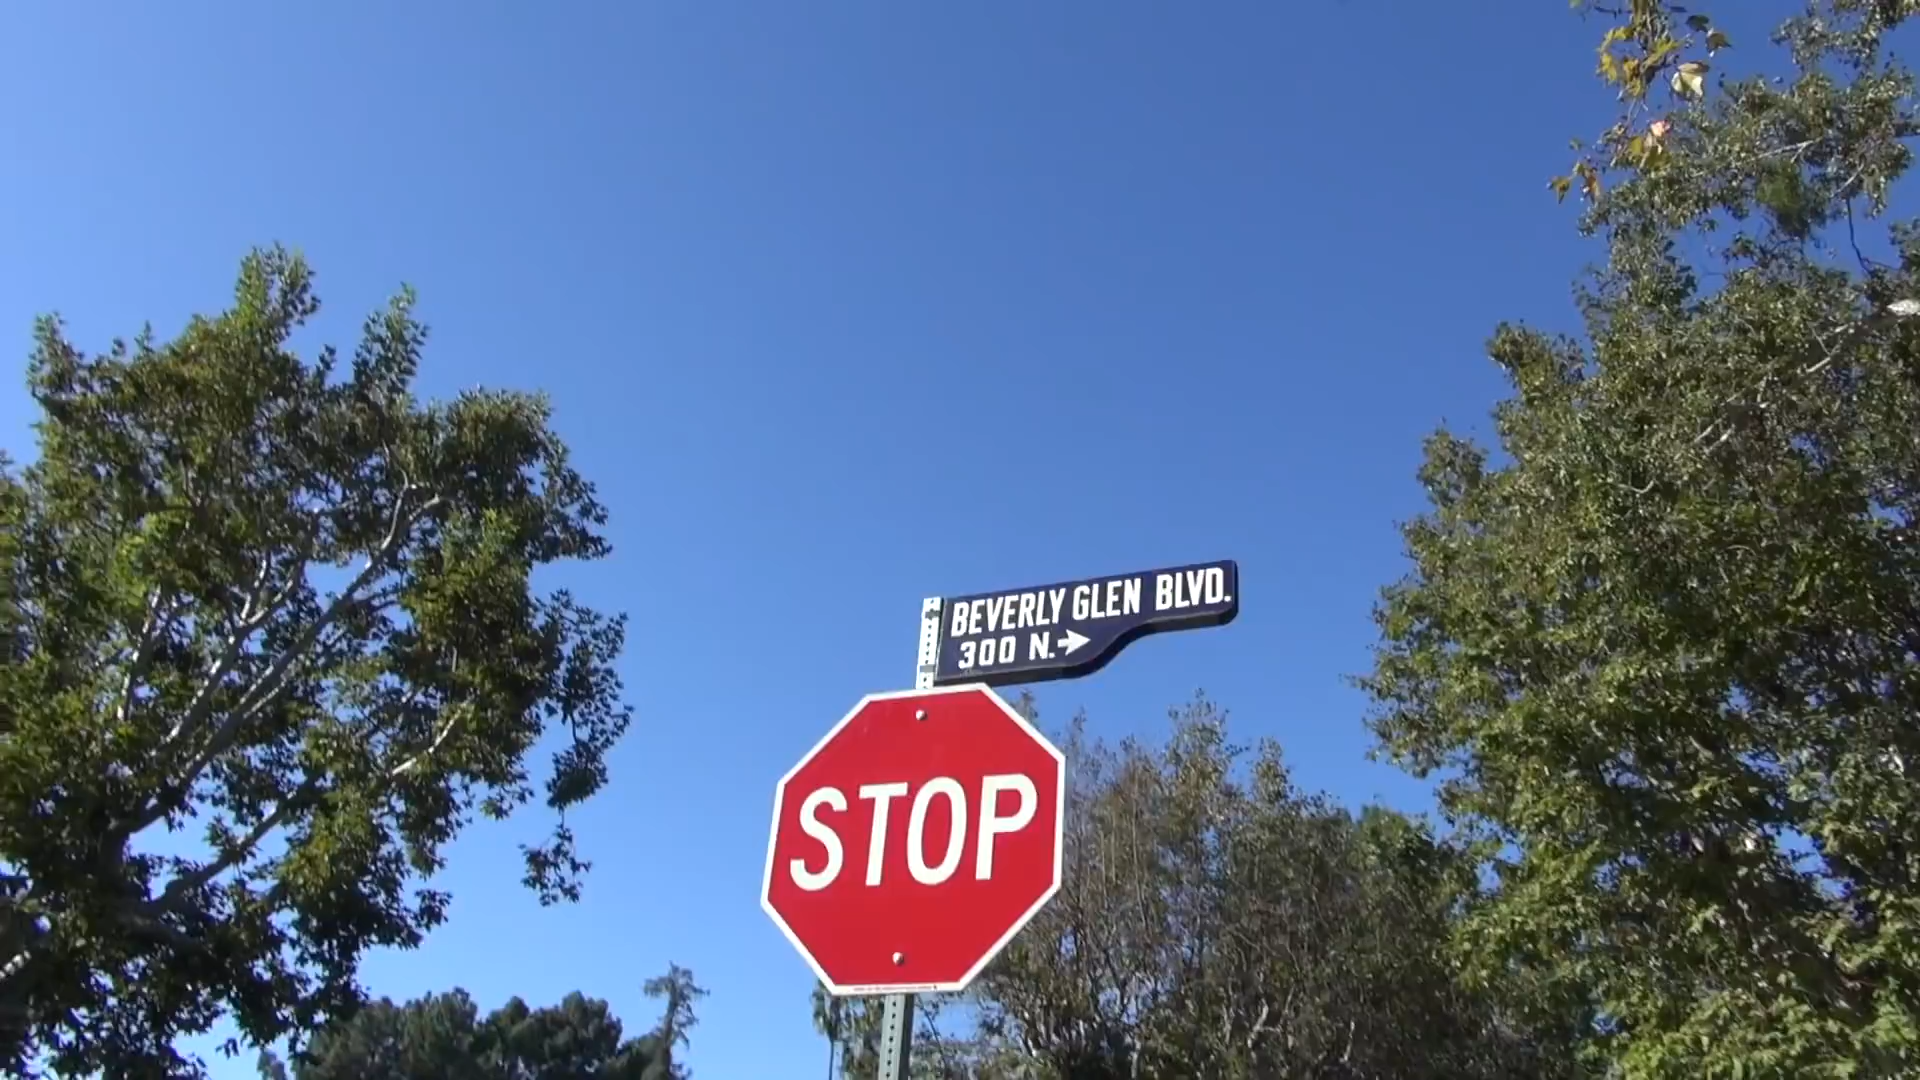 BEVERLY GLEN BLVD.
300 N.→
STOP